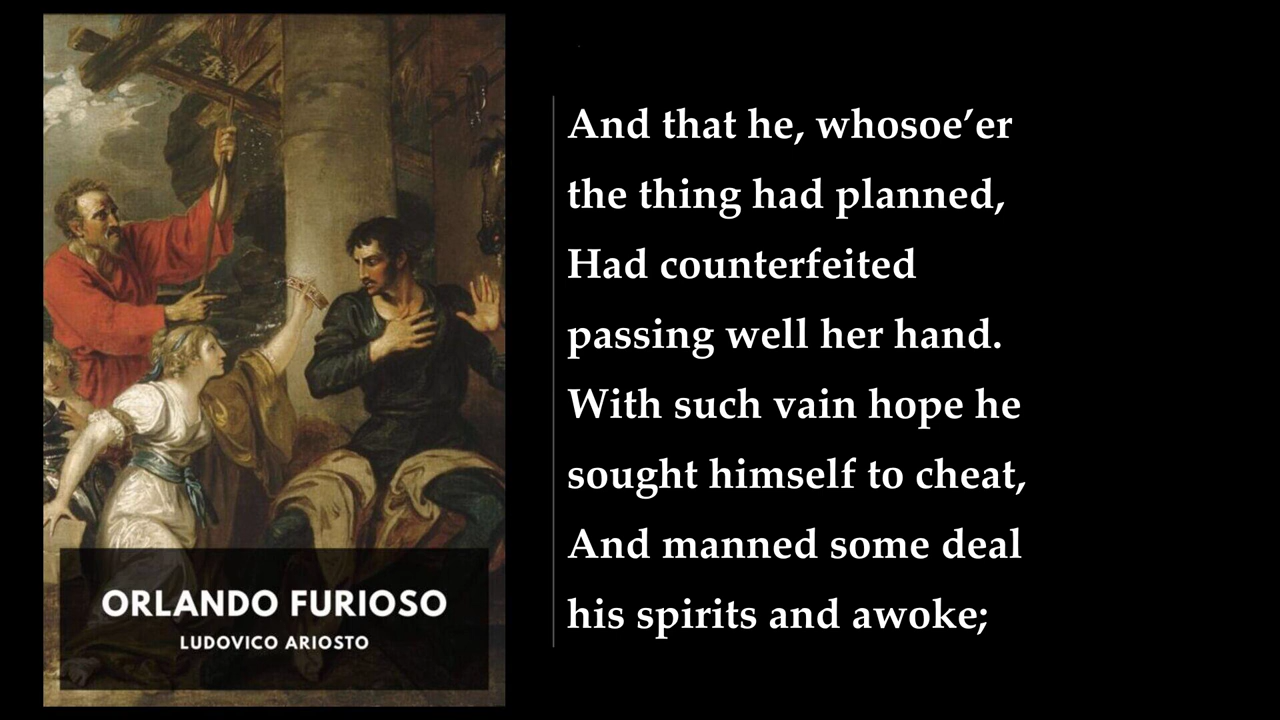 ORLANDO FURIOSO
LUDOVICO ARIOSTO
And that he, whosoe’er
the thing had planned,
Had counterfeited
passing well her hand.
With such vain hope he
sought himself to cheat,
And manned some deal
his spirits and awoke;